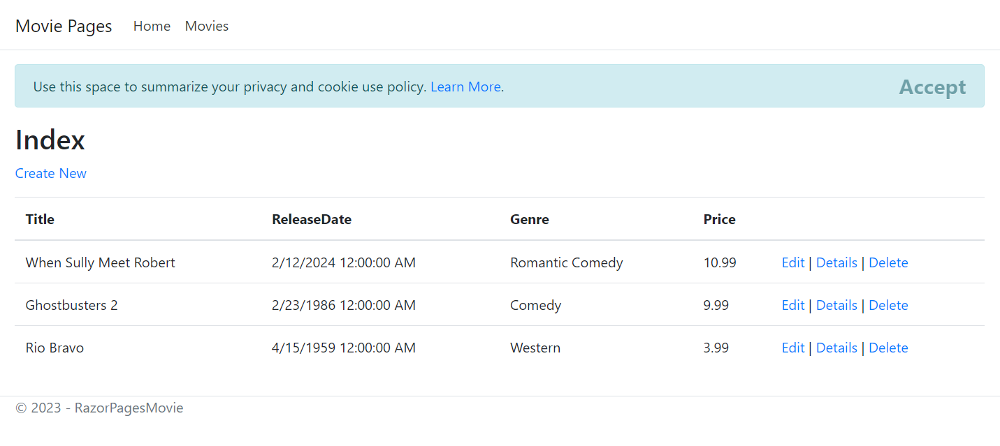 Movie Pages Home Movies
Use this space to summarize your privacy and cookie use policy. Learn More. Accept
Index
Create New
Title ReleaseDate Genre Price
When Sully Meet Robert 2/12/2024 12:00:00 AM Romantic Comedy 10.99 Edit | Details | Delete
Ghostbusters 2 2/23/1986 12:00:00 AM Comedy 9.99 Edit | Details | Delete
Rio Bravo 4/15/1959 12:00:00 AM Western 3.99 Edit | Details | Delete
© 2023 - RazorPagesMovie